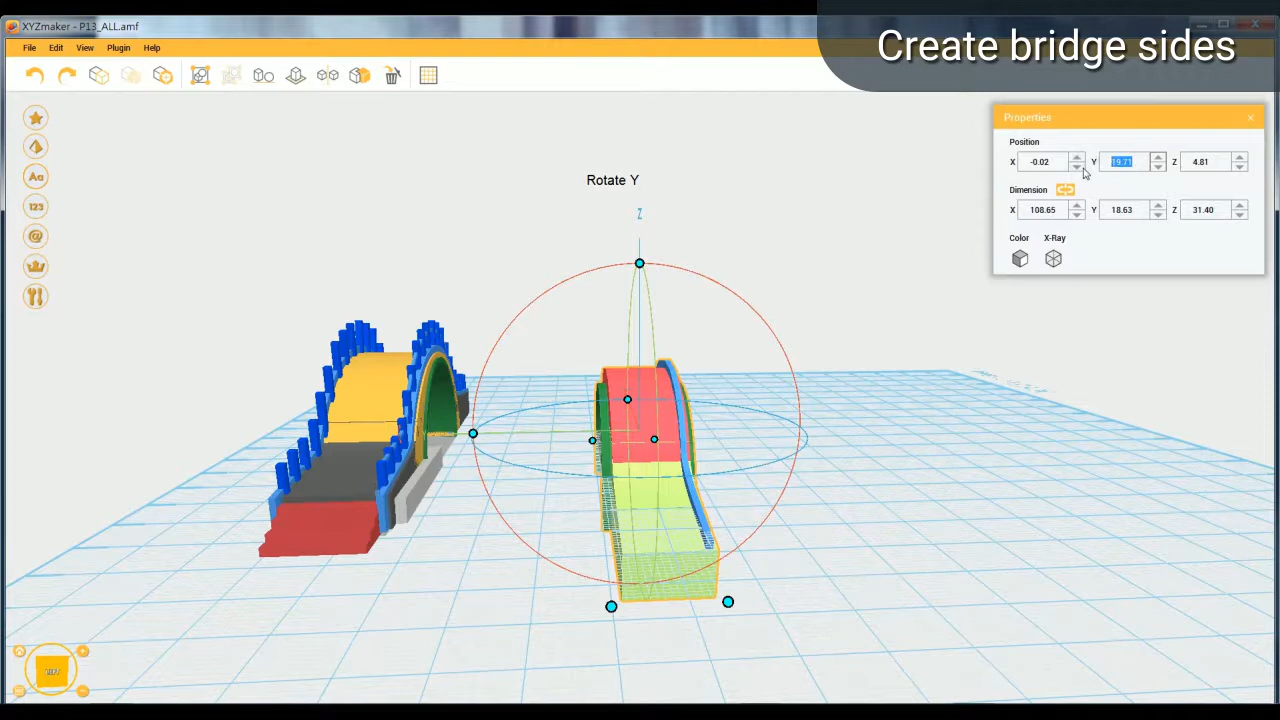 XYZmaker - P13_ALL.amf
Create bridge sides
File Edit View Plugin Help
Properties
Position
X -0.02 Y 19.71 Z 4.81
Dimension
X 108.65 Y 18.63 Z 31.40
Color X-Ray
Rotate Y
Z
Aa
123
@